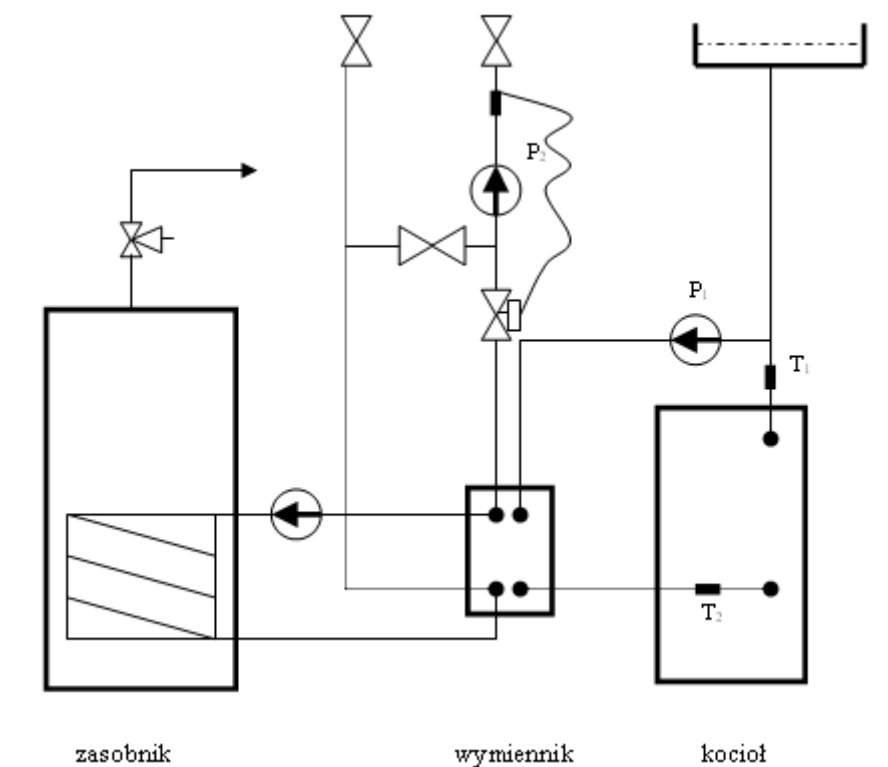 P₂
P₁
T₁
T₂
zasobnik wymiennik kocioł